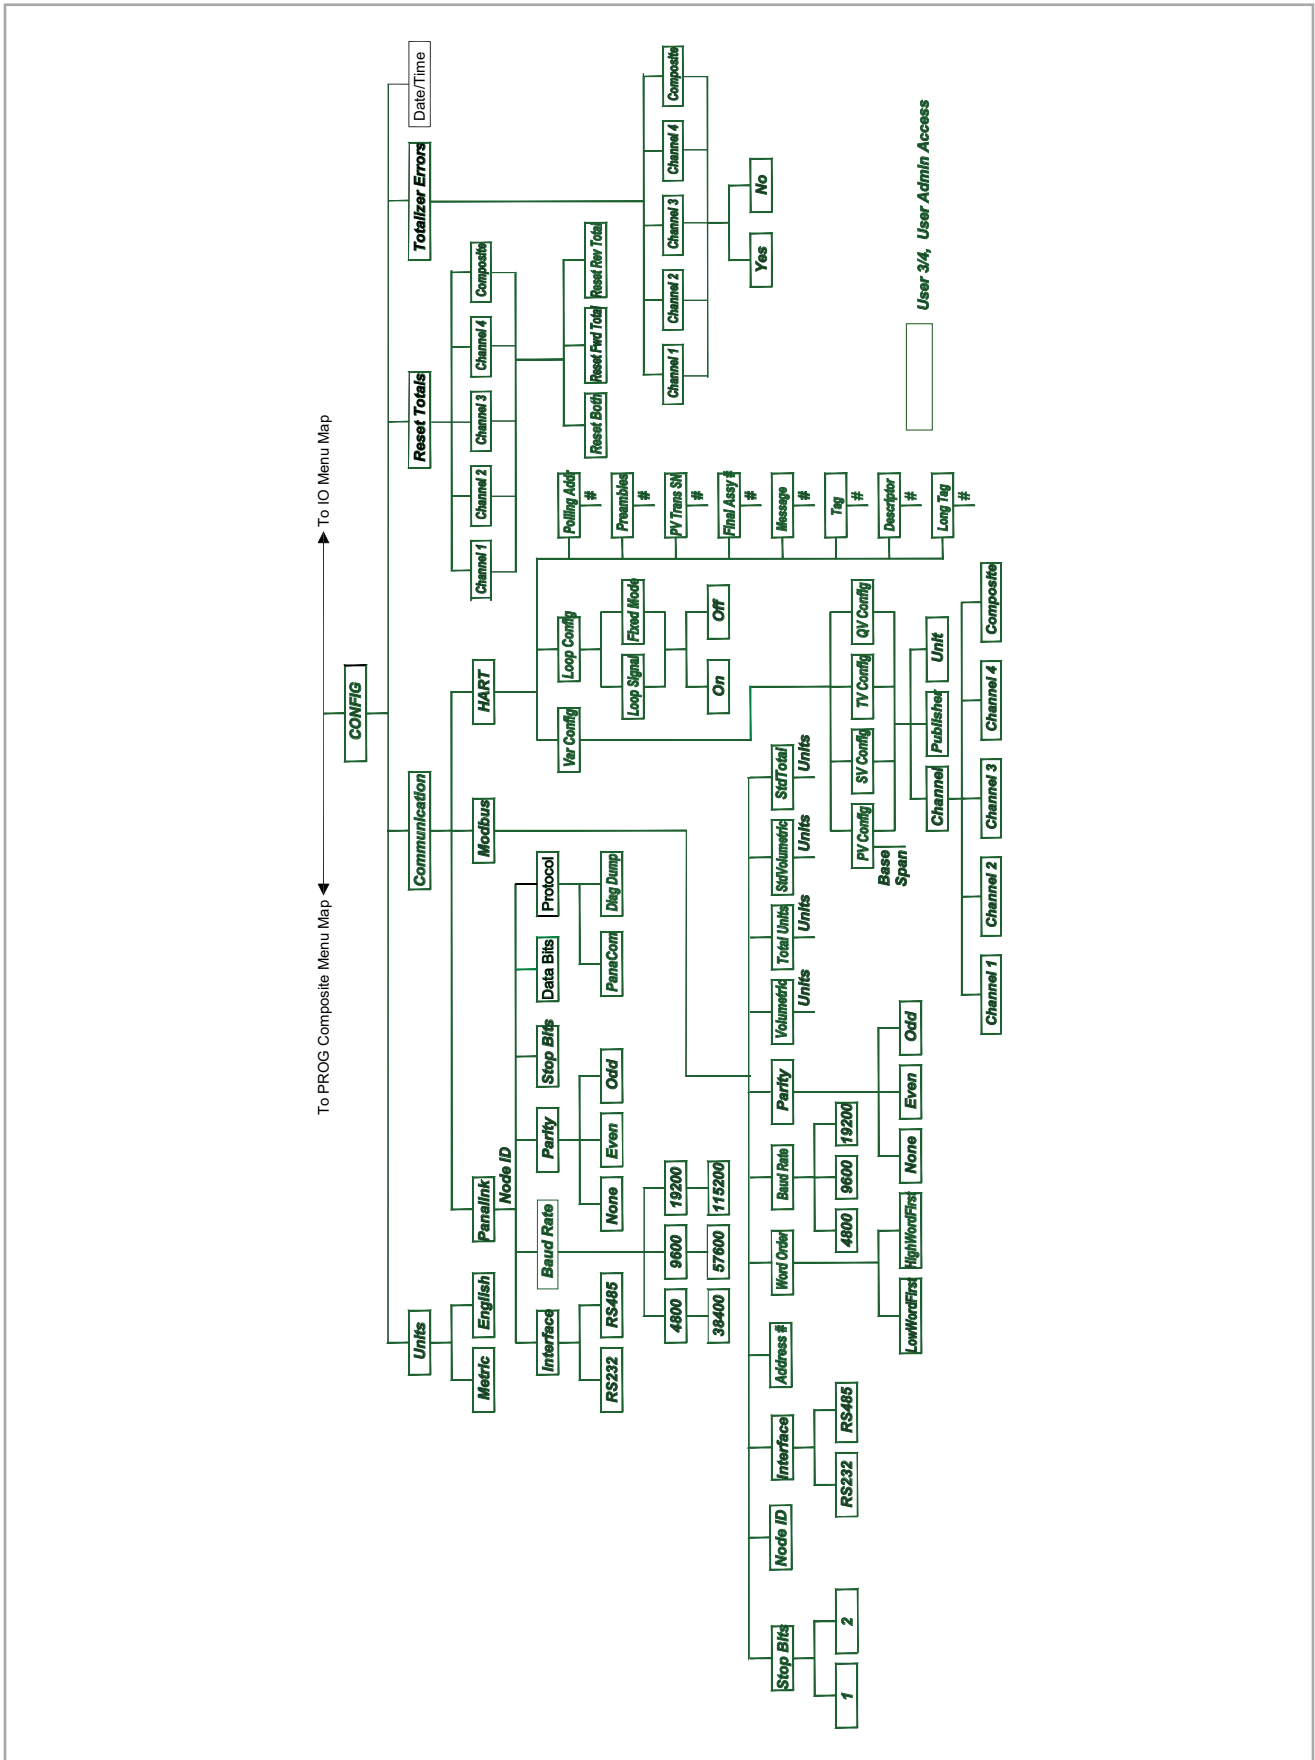 To PROG Composite Menu Map
To IO Menu Map
CONFIG
Units
Communication
Reset Totals
Totalizer Errors
Date/Time
Metric
English
Panalink
Modbus
HART
Channel 1
Channel 2
Channel 3
Channel 4
Composite
Node ID
Interface
Baud Rate
Parity
Stop Bits
Data Bits
Protocol
Var Config
Loop Config
Polling Addr
#
Preambles
#
PV Trans SN
#
Final Assy #
#
Message
#
Tag
#
Descriptor
#
Long Tag
#
Reset Both
Reset Fwd Total
Reset Rev Total
RS232
RS485
None
Even
Odd
PanaCom
Diag Dump
Loop Signal
Fixed Mode
Channel 1
Channel 2
Channel 3
Channel 4
Composite
4800
9600
19200
38400
57600
115200
On
Off
Yes
No
Stop Bits
Node ID
Interface
Address #
Word Order
Baud Rate
Parity
Volumetric
Units
Total Units
Units
StdVolumetric
Units
StdTotal
Units
1
2
RS232
RS485
4800
9600
19200
PV Config
SV Config
TV Config
QV Config
Base
Span
LowWordFirst
HighWordFirst
None
Even
Odd
Channel
Publisher
Unit
User 3/4, User Admin Access
Channel 1
Channel 2
Channel 3
Channel 4
Composite